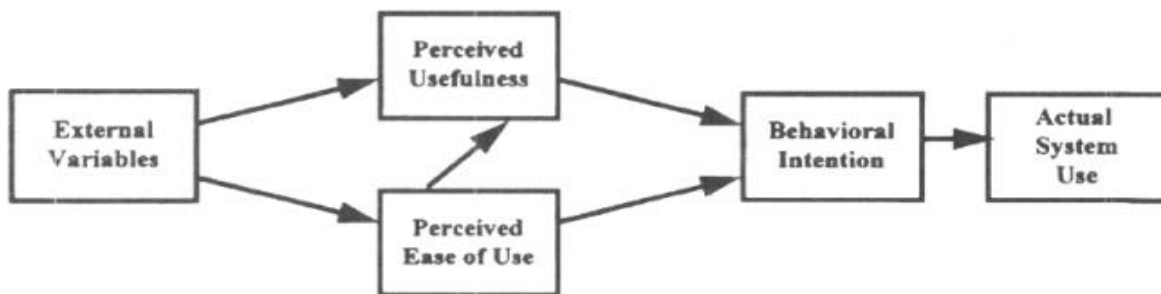 External
Variables
Perceived
Usefulness
Perceived
Ease of Use
Behavioral
Intention
Actual
System
Use